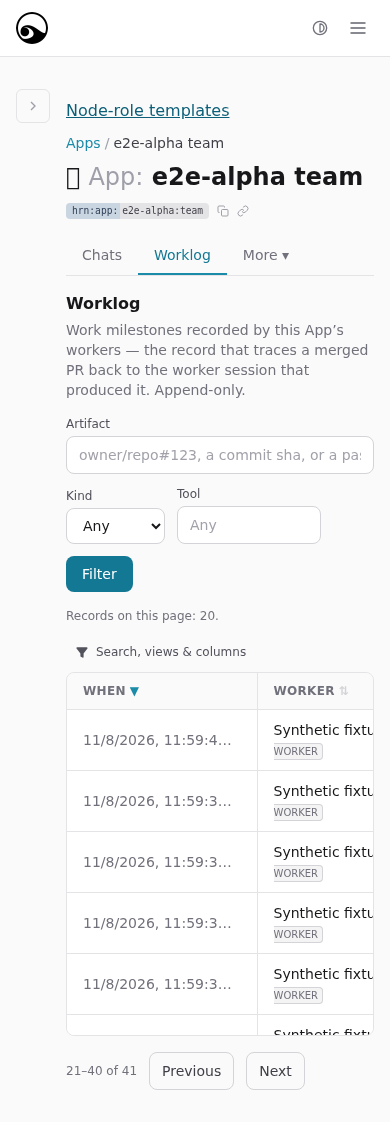 Node-role templates
Apps / e2e-alpha team
App: e2e-alpha team
hrn:app: e2e-alpha:team
Chats Worklog More ▾
Worklog
Work milestones recorded by this App’s
workers — the record that traces a merged
PR back to the worker session that
produced it. Append-only.
Artifact
owner/repo#123, a commit sha, or a pa
Kind Tool
Any Any
Filter
Records on this page: 20.
Search, views & columns
WHEN ▼ WORKER ⇅
11/8/2026, 11:59:4… Synthetic fixtu
WORKER
11/8/2026, 11:59:3… Synthetic fixtu
WORKER
11/8/2026, 11:59:3… Synthetic fixtu
WORKER
11/8/2026, 11:59:3… Synthetic fixtu
WORKER
11/8/2026, 11:59:3… Synthetic fixtu
WORKER
Synthetic fixtu
21–40 of 41 Previous Next